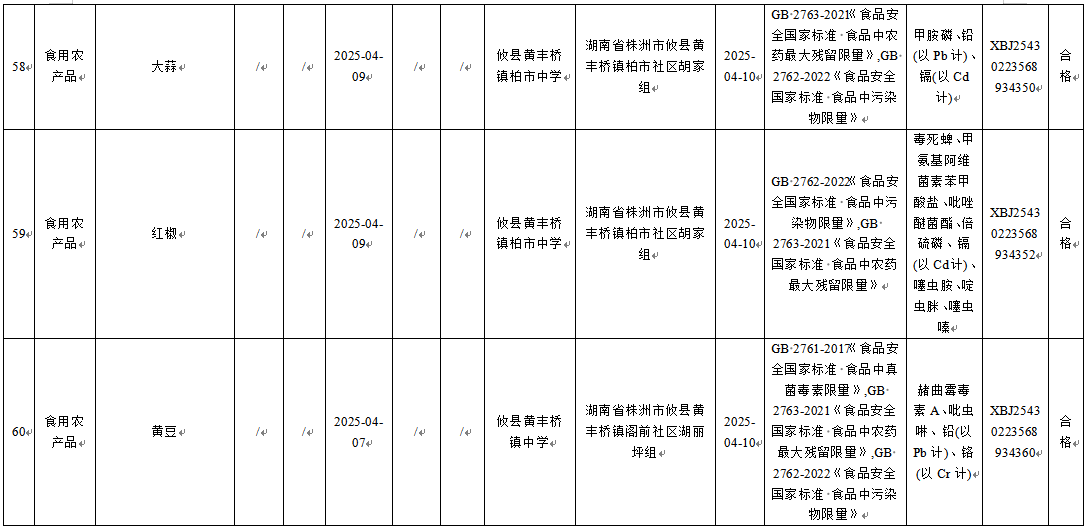 58
食用农
产品
大蒜
/
/
2025-04-
09
/
/
攸县黄丰桥
镇柏市中学
湖南省株洲市攸县黄
丰桥镇柏市社区胡家
组
2025-
04-10
GB 2763-2021《食品安
全国家标准 食品中农
药最大残留限量》,GB
2762-2022《食品安全
国家标准 食品中污染
物限量》
甲胺磷、铅
(以 Pb 计)、
镉(以 Cd
计)
XBJ2543
0223568
934350
合
格
59
食用农
产品
红椒
/
/
2025-04-
09
/
/
攸县黄丰桥
镇柏市中学
湖南省株洲市攸县黄
丰桥镇柏市社区胡家
组
2025-
04-10
GB 2762-2022《食品安
全国家标准 食品中污
染物限量》,GB
2763-2021《食品安全
国家标准 食品中农药
最大残留限量》
毒死蜱、甲
氨基阿维
菌素苯甲
酸盐、吡唑
醚菌酯、倍
硫磷、镉
(以 Cd 计)、
噻虫胺、啶
虫脒、噻虫
嗪
XBJ2543
0223568
934352
合
格
60
食用农
产品
黄豆
/
/
2025-04-
07
/
/
攸县黄丰桥
镇中学
湖南省株洲市攸县黄
丰桥镇阁前社区湖丽
坪组
2025-
04-10
GB 2761-2017《食品安
全国家标准 食品中真
菌毒素限量》,GB
2763-2021《食品安全
国家标准 食品中农药
最大残留限量》,GB
2762-2022《食品安全
国家标准 食品中污染
物限量》
赭曲霉毒
素 A、吡虫
啉、铅(以
Pb 计)、铬
(以 Cr 计)
XBJ2543
0223568
934360
合
格